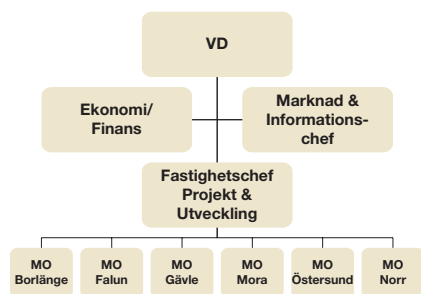 VD
Ekonomi/
Finans
Marknad &
Informations-
chef
Fastighetschef
Projekt &
Utveckling
MO
Borlänge
MO
Falun
MO
Gävle
MO
Mora
MO
Östersund
MO
Norr